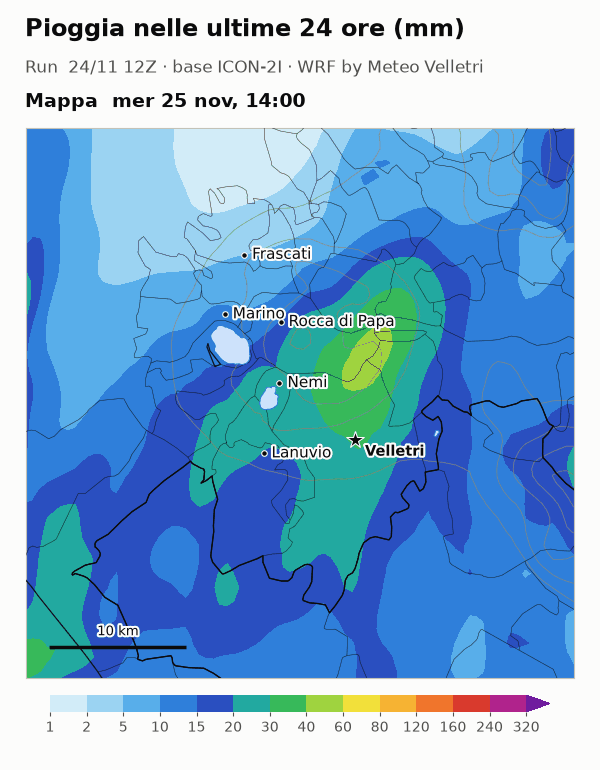 Pioggia nelle ultime 24 ore (mm)
Run  24/11 12Z · base ICON-2I · WRF by Meteo Velletri
Mappa  mer 25 nov, 14:00
Frascati
Marino
Rocca di Papa
Nemi
Velletri
Lanuvio
10 km
1 2 5 10 15 20 30 40 60 80 120 160 240 320